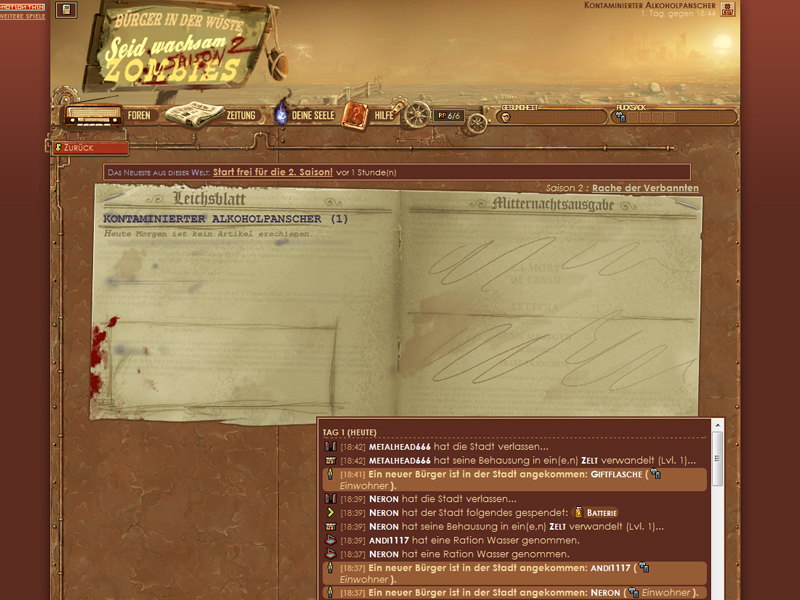 MOTION TWIN
WEITERE SPIELE
KONTAMINIERTER ALKOHOLPANSCHER
1. Tag, gegen 18:44
BÜRGER IN DER WÜSTE
Seid wachsam
ZOMBIES
SAISON 2
FOREN
ZEITUNG
DEINE SEELE
HILFE
PP 6/6
GESUNDHEIT
RUCKSACK
ZURÜCK
DAS NEUESTE AUS DIESER WELT: Start frei für die 2. Saison! vor 1 Stunde(n)
Saison 2 : Rache der Verbannten
Leichsblatt
Mitternachtsausgabe
KONTAMINIERTER ALKOHOLPANSCHER (1)
Heute Morgen ist kein Artikel erschienen...
TAG 1 (HEUTE)
[18:42] METALHEAD666 hat die Stadt verlassen...
[18:42] METALHEAD666 hat seine Behausung in ein(e,n) ZELT verwandelt (Lvl. 1)...
[18:41] Ein neuer Bürger ist in der Stadt angekommen: GIFTFLASCHE (
Einwohner ).
[18:39] NERON hat die Stadt verlassen...
[18:39] NERON hat der Stadt folgendes gespendet: BATTERIE
[18:39] NERON hat seine Behausung in ein(e,n) ZELT verwandelt (Lvl. 1)...
[18:39] ANDI1117 hat eine Ration Wasser genommen.
[18:37] NERON hat eine Ration Wasser genommen.
[18:37] Ein neuer Bürger ist in der Stadt angekommen: ANDI1117 (
Einwohner ).
[18:37] Ein neuer Bürger ist in der Stadt angekommen: NERON ( Einwohner ).